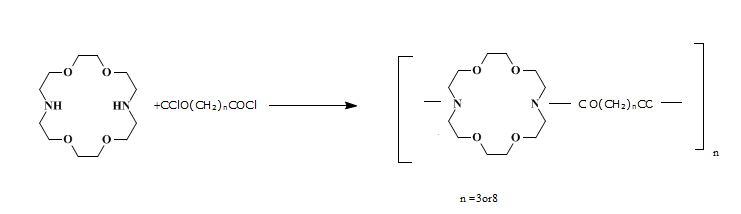 O O O O
NH HN +CClO(CH₂)ₙCOCl N N CO(CH₂)ₙCC
O O O O
n
n =3or8